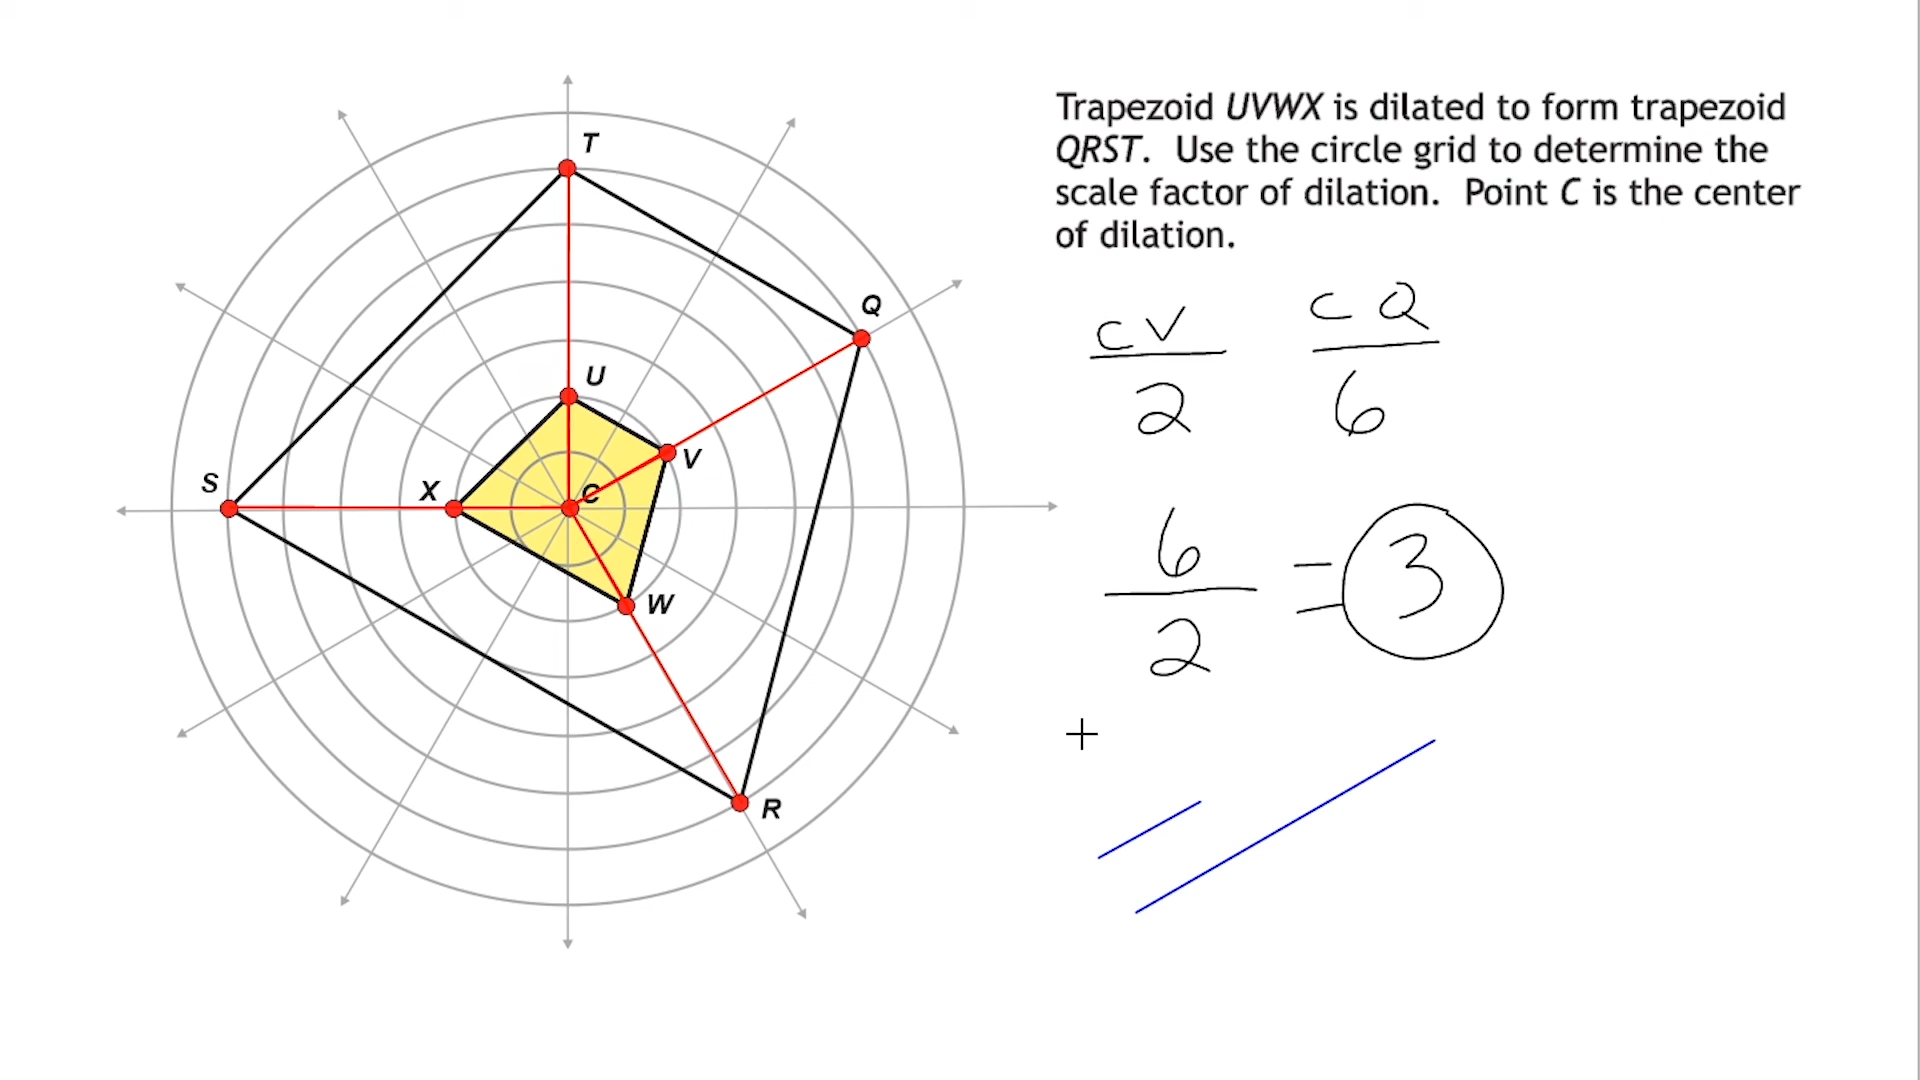 Trapezoid UVWX is dilated to form trapezoid
QRST. Use the circle grid to determine the
scale factor of dilation. Point C is the center
of dilation.
T
Q
U
V
S
X
C
W
R
CV
2
CQ
6
6
2
= 3